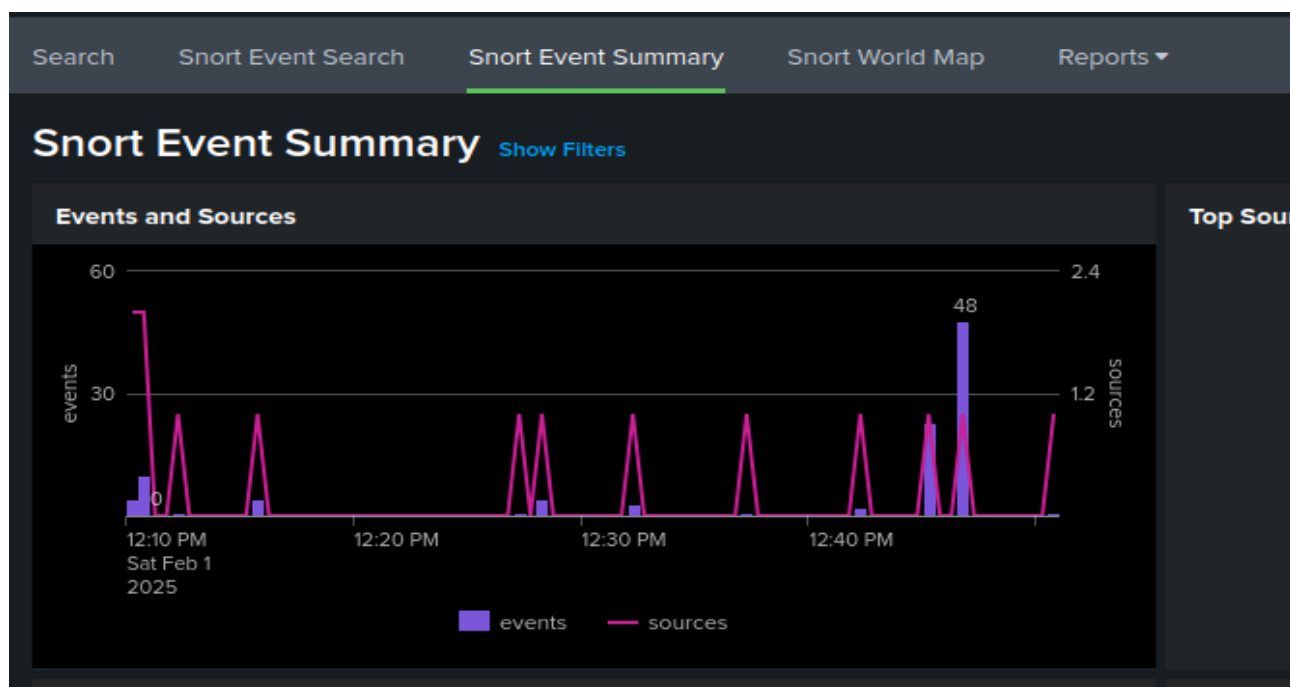 Search Snort Event Search Snort Event Summary Snort World Map Reports
Snort Event Summary Show Filters
Events and Sources
Top Sou
60
2.4
48
events
30
1.2
sources
0
12:10 PM 12:20 PM 12:30 PM 12:40 PM
Sat Feb 1
2025
events sources